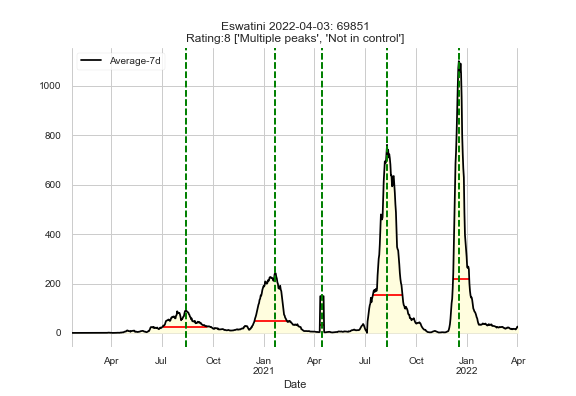 Eswatini 2022-04-03: 69851
Rating:8 ['Multiple peaks', 'Not in control']
Average-7d
1000
800
600
400
200
0
Apr Jul Oct Jan Apr Jul Oct Jan Apr
2021 2022
Date